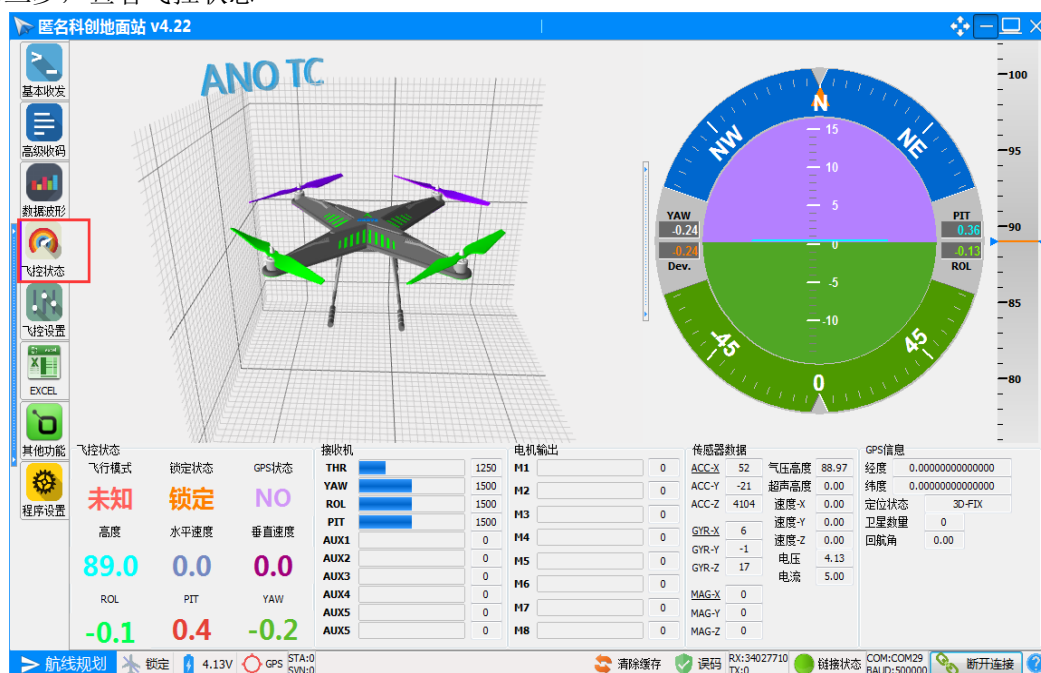 查看飞控状态
匿名科创地面站 v4.22
基本收发
高级收码
数据波形
飞控状态
飞控设置
EXCEL
其他功能
程序设置
ANO TC
N
NW
NE
15
10
5
0
-5
-10
-45
45
0
YAW
-0.24
-0.24
Dev.
PIT
0.36
-0.13
ROL
100
95
90
85
80
飞控状态
飞行模式 锁定状态 GPS状态
未知 锁定 NO
高度 水平速度 垂直速度
89.0 0.0 0.0
ROL PIT YAW
-0.1 0.4 -0.2
接收机
THR 1250
YAW 1500
ROL 1500
PIT 1500
AUX1 0
AUX2 0
AUX3 0
AUX4 0
AUX5 0
AUX5 0
电机输出
M1 0
M2 0
M3 0
M4 0
M5 0
M6 0
M7 0
M8 0
传感器数据
ACC-X 52 气压高度 88.97
ACC-Y -21 超声高度 0.00
ACC-Z 4104 速度-X 0.00
速度-Y 0.00
GYR-X 6 速度-Z 0.00
GYR-Y -1 电压 4.13
GYR-Z 17 电流 5.00
MAG-X 0
MAG-Y 0
MAG-Z 0
GPS信息
经度 0.00000000000000
纬度 0.00000000000000
定位状态 3D-FIX
卫星数量 0
回航角 0.00
航线规划 锁定 4.13V GPS STA:0
SVN:0
清除缓存 误码 RX:34027710
TX:0
链接状态 COM:COM29
BAUD:500000
断开连接